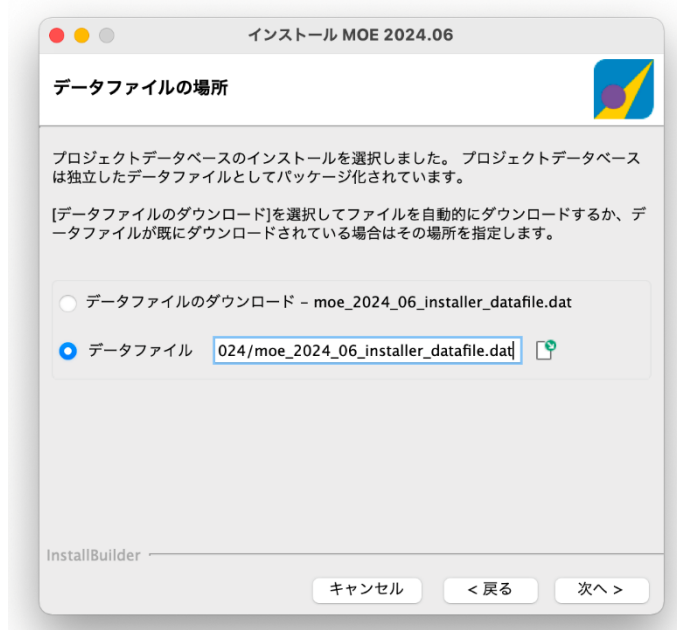 インストール MOE 2024.06
データファイルの場所
プロジェクトデータベースのインストールを選択しました。 プロジェクトデータベース
は独立したデータファイルとしてパッケージ化されています。
[データファイルのダウンロード]を選択してファイルを自動的にダウンロードするか、デ
ータファイルが既にダウンロードされている場合はその場所を指定します。
データファイルのダウンロード – moe_2024_06_installer_datafile.dat
データファイル 024/moe_2024_06_installer_datafile.dat
InstallBuilder
キャンセル < 戻る 次へ >